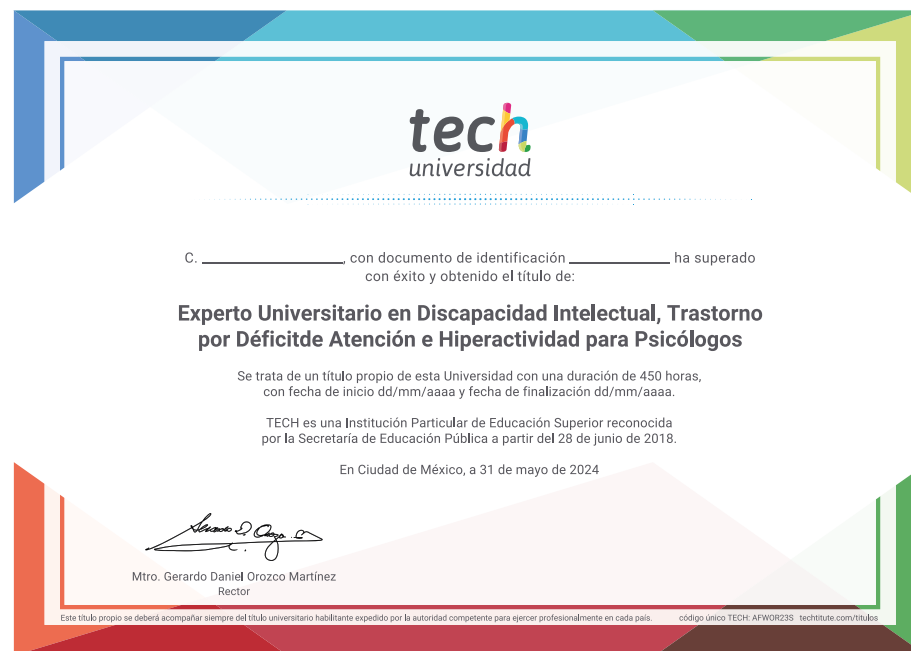 tech
universidad
C. ____________, con documento de identificación ____________ ha superado
con éxito y obtenido el título de:
Experto Universitario en Discapacidad Intelectual, Trastorno
por Déficitde Atención e Hiperactividad para Psicólogos
Se trata de un título propio de esta Universidad con una duración de 450 horas,
con fecha de inicio dd/mm/aaaa y fecha de finalización dd/mm/aaaa.
TECH es una Institución Particular de Educación Superior reconocida
por la Secretaría de Educación Pública a partir del 28 de junio de 2018.
En Ciudad de México, a 31 de mayo de 2024
Mtro. Gerardo Daniel Orozco Martínez
Rector
Este título propio se deberá acompañar siempre del título universitario habilitante expedido por la autoridad competente para ejercer profesionalmente en cada país. código único TECH: AFWOR23S techtitute.com/titulos